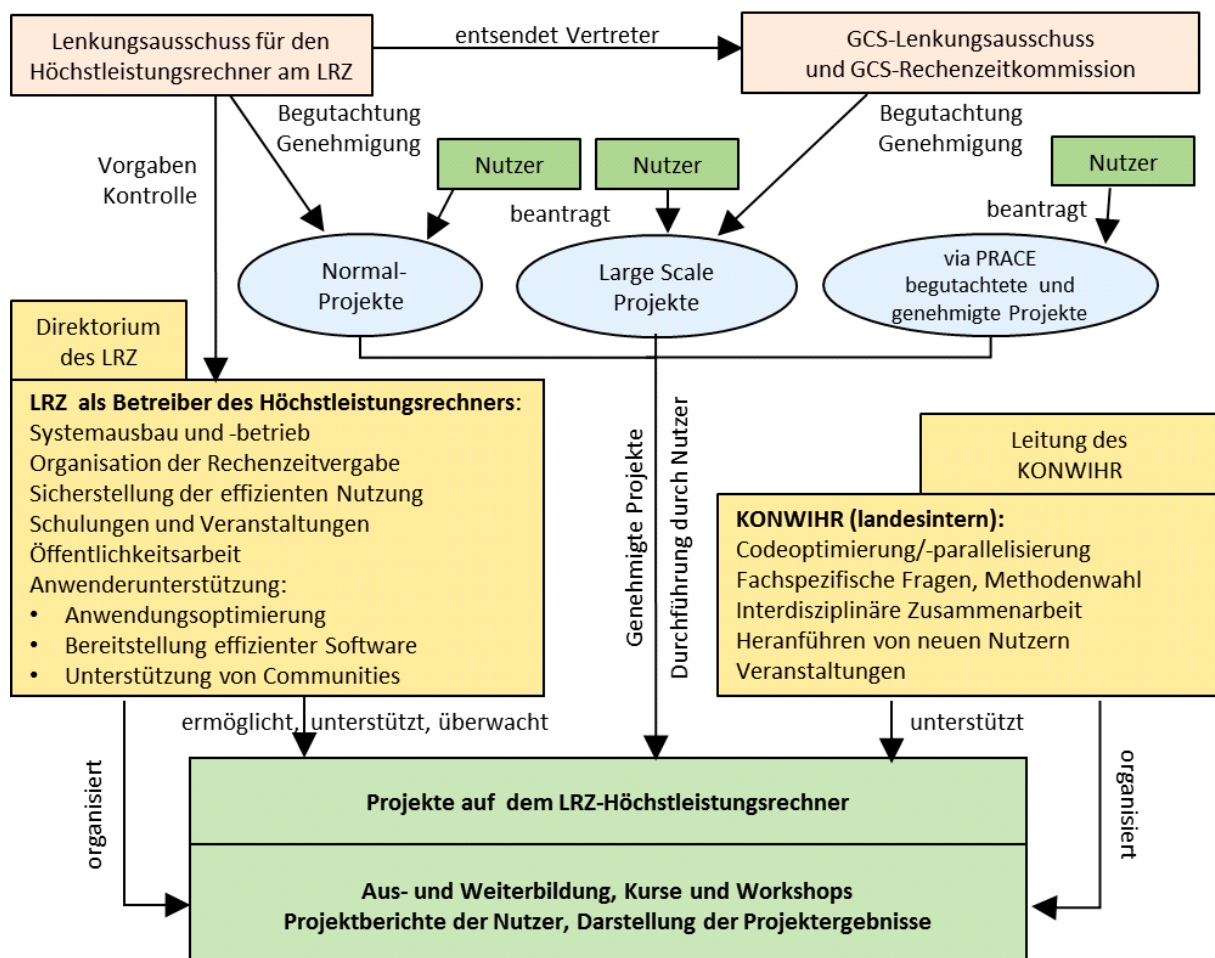 Lenkungsausschuss für den
Höchstleistungsrechner am LRZ
entsendet Vertreter
GCS-Lenkungsausschuss
und GCS-Rechenzeitkommission
Begutachtung
Genehmigung
Begutachtung
Genehmigung
Vorgaben
Kontrolle
Nutzer
Nutzer
Nutzer
beantragt
beantragt
Normal-
Projekte
Large Scale
Projekte
via PRACE
begutachtete und
genehmigte Projekte
Direktorium
des LRZ
LRZ als Betreiber des Höchstleistungsrechners:
Systemausbau und -betrieb
Organisation der Rechenzeitvergabe
Sicherstellung der effizienten Nutzung
Schulungen und Veranstaltungen
Öffentlichkeitsarbeit
Anwenderunterstützung:
• Anwendungsoptimierung
• Bereitstellung effizienter Software
• Unterstützung von Communities
Genehmigte Projekte
Durchführung durch Nutzer
Leitung des
KONWIHR
KONWIHR (landesintern):
Codeoptimierung/-parallelisierung
Fachspezifische Fragen, Methodenwahl
Interdisziplinäre Zusammenarbeit
Heranführen von neuen Nutzern
Veranstaltungen
ermöglicht, unterstützt, überwacht
unterstützt
organisiert
organisiert
Projekte auf dem LRZ-Höchstleistungsrechner
Aus- und Weiterbildung, Kurse und Workshops
Projektberichte der Nutzer, Darstellung der Projektergebnisse